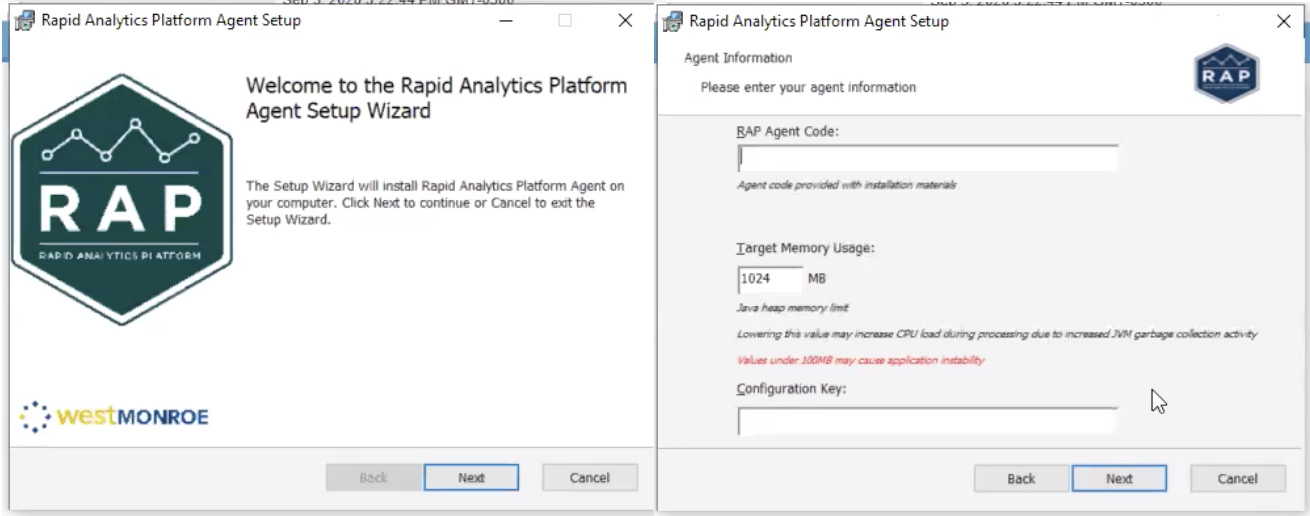 Rapid Analytics Platform Agent Setup
Welcome to the Rapid Analytics Platform
Agent Setup Wizard
The Setup Wizard will install Rapid Analytics Platform Agent on
your computer. Click Next to continue or Cancel to exit the
Setup Wizard.
RAP
RAPID ANALYTICS PLATFORM
westMONROE
Back
Next
Cancel
Rapid Analytics Platform Agent Setup
Agent Information
Please enter your agent information
RAP
RAP Agent Code:
Agent code provided with installation materials
Target Memory Usage:
1024 MB
Java heap memory limit
Lowering this value may increase CPU load during processing due to increased JVM garbage collection activity
Values under 100MB may cause application instability
Configuration Key:
Back
Next
Cancel